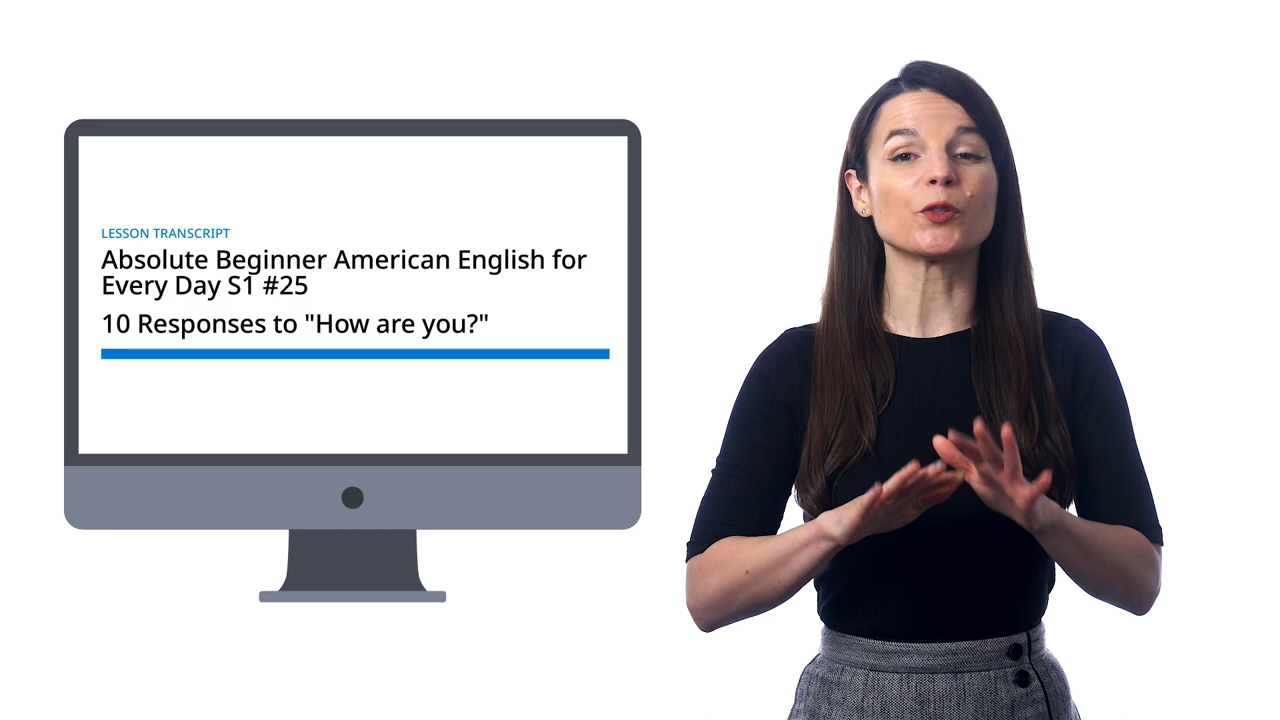 LESSON TRANSCRIPT
Absolute Beginner American English for
Every Day S1 #25
10 Responses to "How are you?"